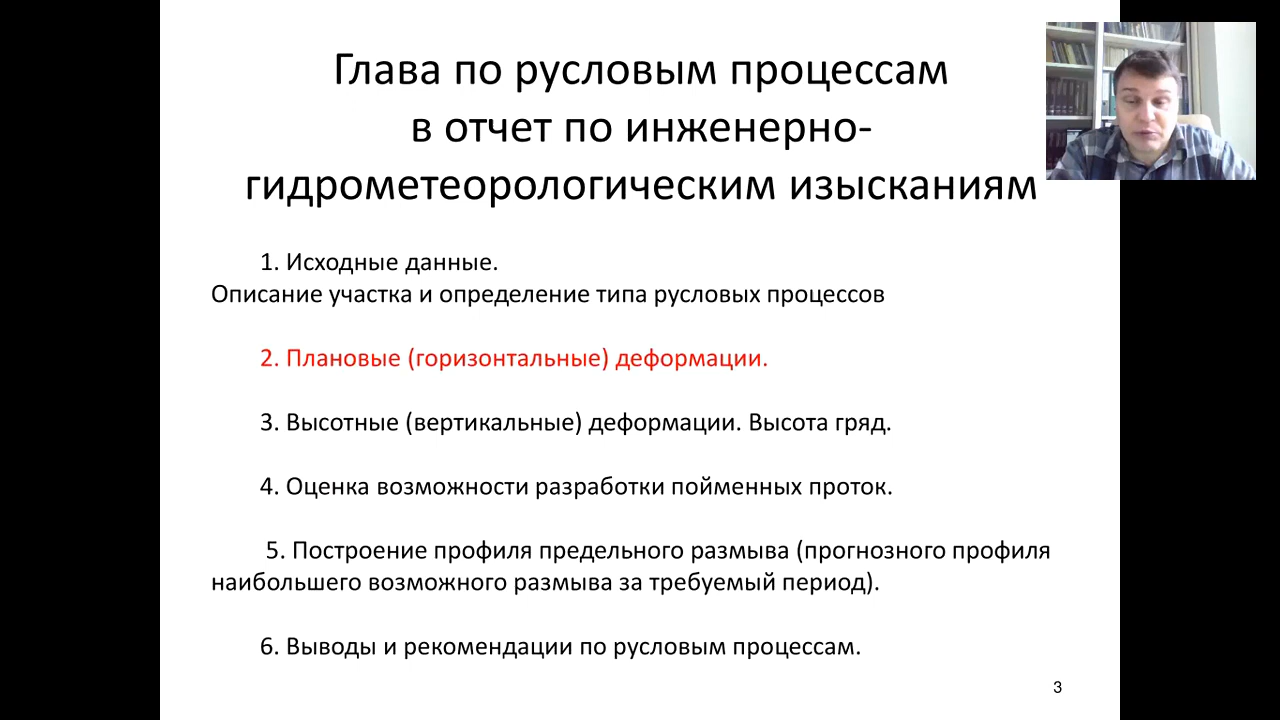 Глава по русловым процессам
в отчет по инженерно-
гидрометеорологическим изысканиям
1. Исходные данные.
Описание участка и определение типа русловых процессов
2. Плановые (горизонтальные) деформации.
3. Высотные (вертикальные) деформации. Высота гряд.
4. Оценка возможности разработки пойменных проток.
5. Построение профиля предельного размыва (прогнозного профиля
наибольшего возможного размыва за требуемый период).
6. Выводы и рекомендации по русловым процессам.
3